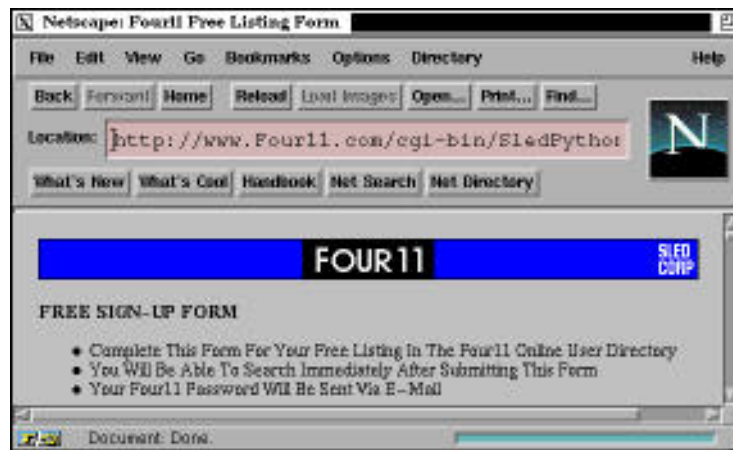 Netscape: Four11 Free Listing Form
File Edit View Go Bookmarks Options Directory Help
Back Forward Home Reload Load Images Open... Print... Find...
Location: http://www.Four11.com/cgi-bin/SledPython
N
What's New What's Cool Handbook Net Search Net Directory
FOUR11 SLED CORP
FREE SIGN-UP FORM
Complete This Form For Your Free Listing In The Four11 Online User Directory
You Will Be Able To Search Immediately After Submitting This Form
Your Four11 Password Will Be Sent Via E-Mail
Document: Done.